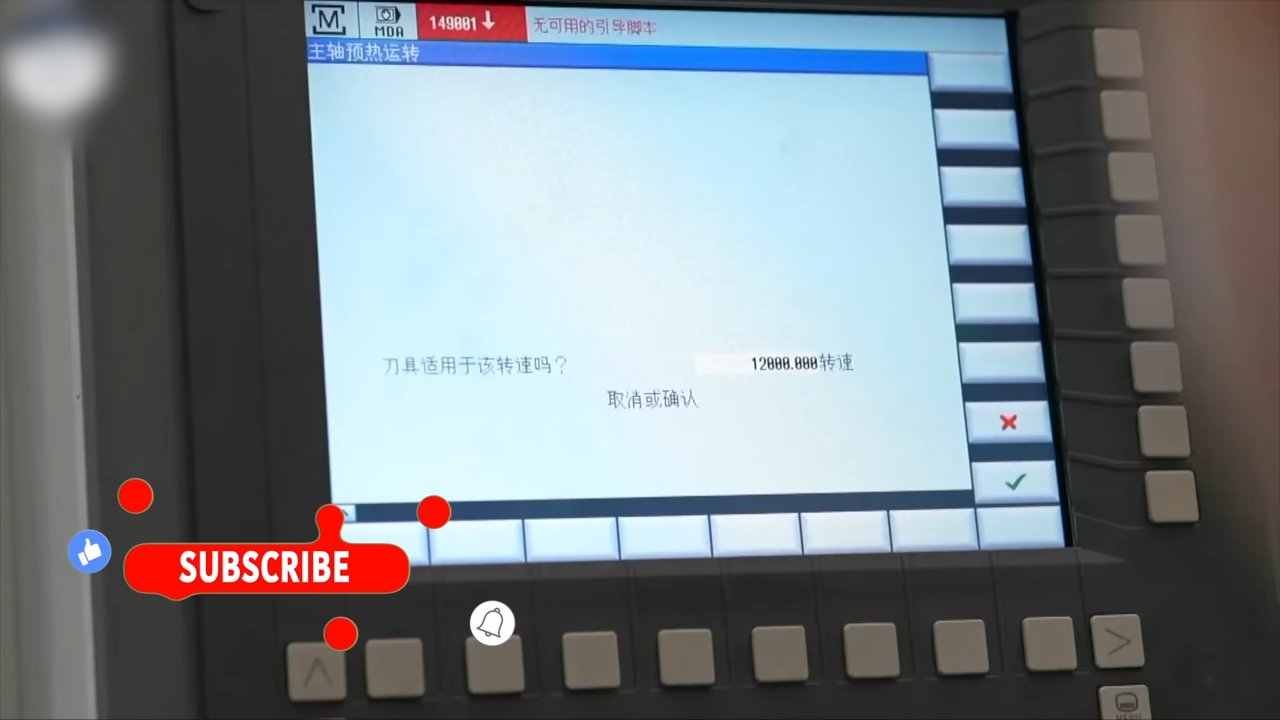 M
MDA
149001↓
无可用的引导脚本
主轴预热运转
刀具适用于该转速吗？
12000.000转速
取消或确认
SUBSCRIBE